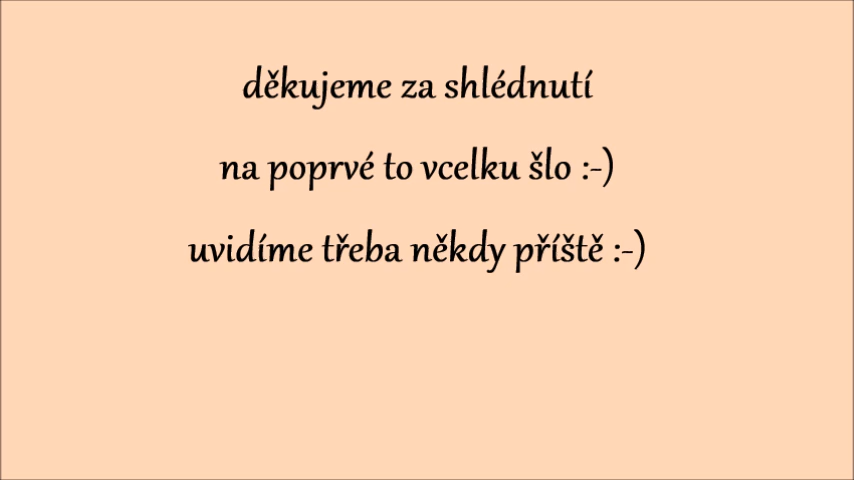 děkujeme za shlédnutí
na poprvé to vcelku šlo :-)
uvidíme třeba někdy příště :-)